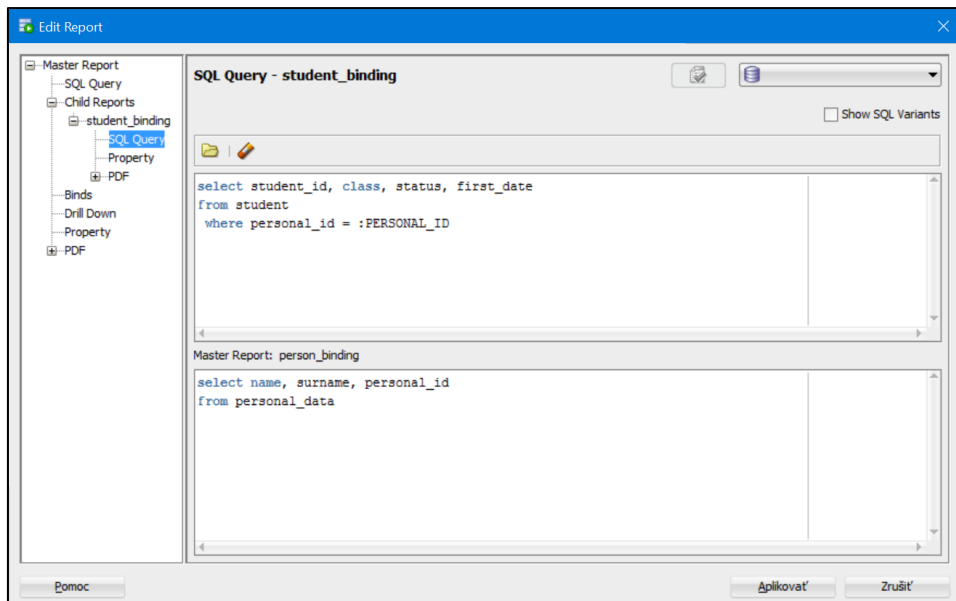 Edit Report
Master Report
SQL Query
Child Reports
student_binding
SQL Query
Property
PDF
Binds
Drill Down
Property
PDF
SQL Query - student_binding
Show SQL Variants
select student_id, class, status, first_date
from student
where personal_id = :PERSONAL_ID
Master Report: person_binding
select name, surname, personal_id
from personal_data
Pomoc
Aplikovať
Zrušiť